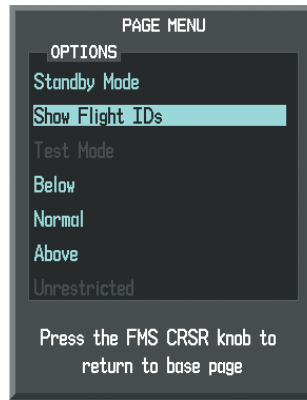 PAGE MENU
OPTIONS
Standby Mode
Show Flight IDs
Test Mode
Below
Normal
Above
Unrestricted
Press the FMS CRSR knob to
return to base page